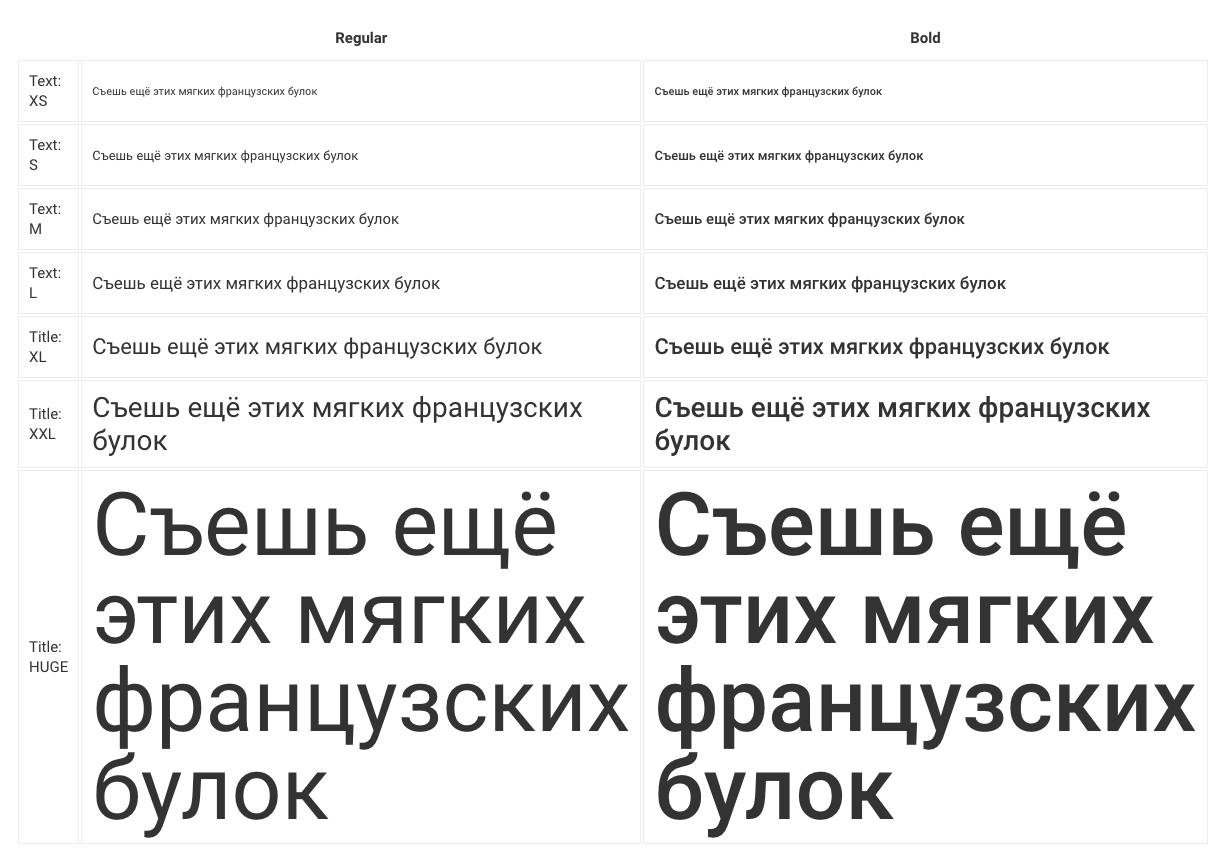 Regular Bold
Text:
XS
Съешь ещё этих мягких французских булок
Съешь ещё этих мягких французских булок
Text:
S
Съешь ещё этих мягких французских булок
Съешь ещё этих мягких французских булок
Text:
M
Съешь ещё этих мягких французских булок
Съешь ещё этих мягких французских булок
Text:
L
Съешь ещё этих мягких французских булок
Съешь ещё этих мягких французских булок
Title:
XL
Съешь ещё этих мягких французских булок
Съешь ещё этих мягких французских булок
Title:
XXL
Съешь ещё этих мягких французских
булок
Съешь ещё этих мягких французских
булок
Title:
HUGE
Съешь ещё
этих мягких
французских
булок
Съешь ещё
этих мягких
французских
булок